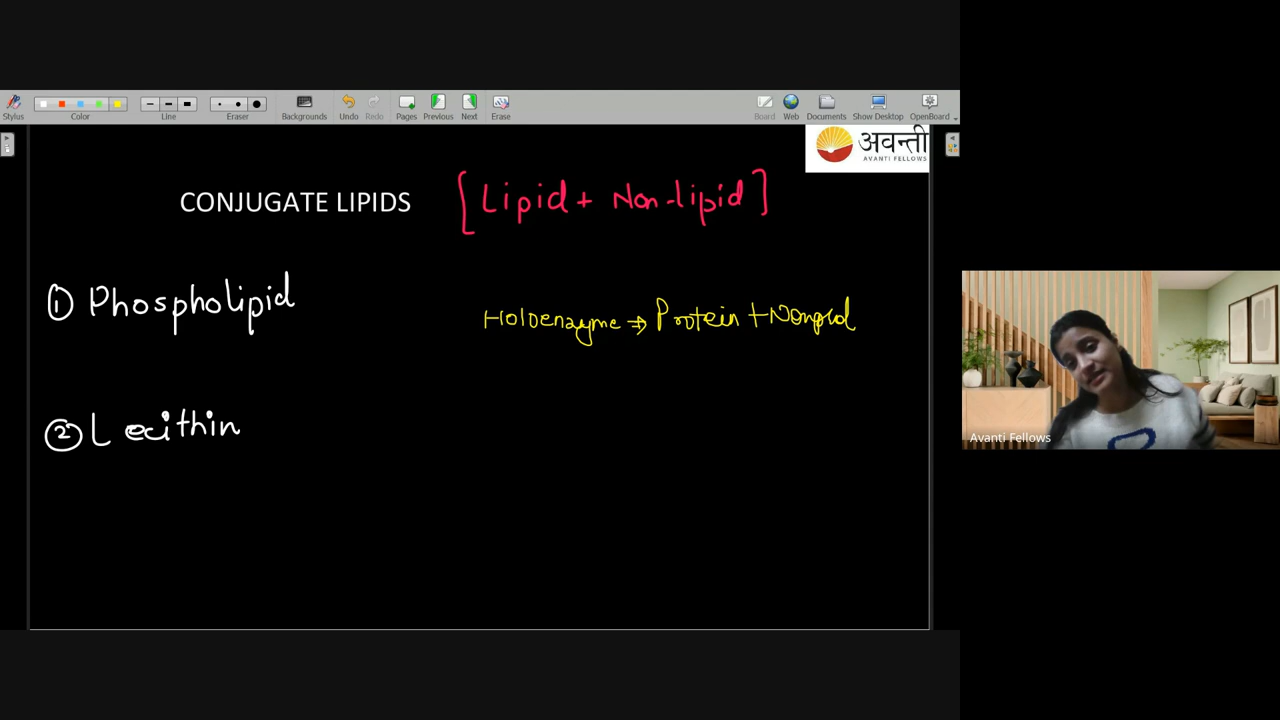 Stylus Color Line Eraser Backgrounds Undo Redo Pages Previous Next Erase Board Web Documents Show Desktop OpenBoard
अवन्ती
AVANTI FELLOWS
CONJUGATE LIPIDS [Lipid + Non-lipid]
① Phospholipid
Holoenzyme ⇒ Protein +
② Lecithin
Avanti Fellows